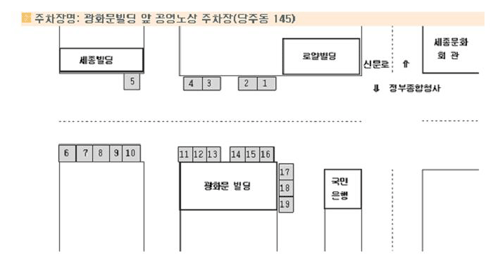 2 주차장명: 광화문빌딩 앞 공영노상 주차장(당주동 145)
세종빌딩
5
4 3 2 1
로얄빌딩
신문로 ⇑
⇓ 정부종합청사
세종문화
회 관
6 7 8 9 10
11 12 13 14 15 16
17
18
19
광화문 빌딩
국민
은행